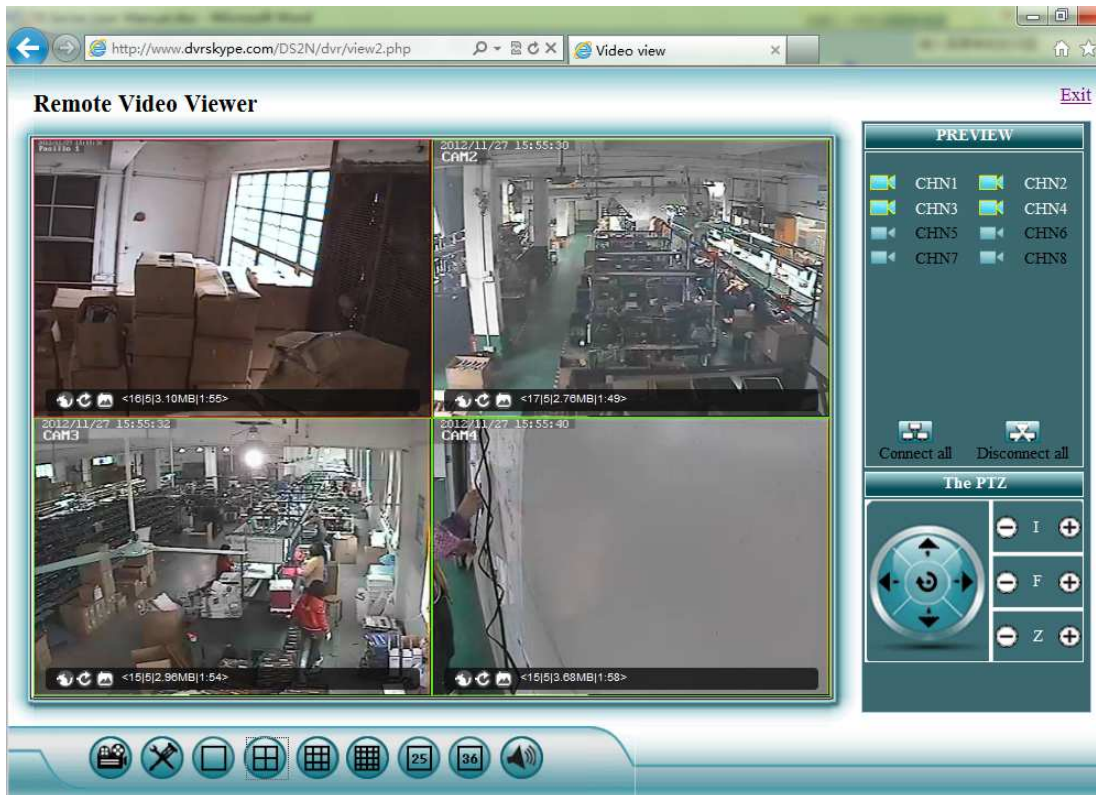 http://www.dvrskype.com/DS2N/dvr/view2.php
Video view
Remote Video Viewer
Exit
Pasillo 1
2012/11/27 15:55:30
CAM2
<16|5|3.10MB|1:55>
<17|5|2.76MB|1:49>
2012/11/27 15:55:32
CAM3
2012/11/27 15:55:40
CAM4
<15|5|2.96MB|1:54>
<15|5|3.68MB|1:58>
PREVIEW
CHN1 CHN2
CHN3 CHN4
CHN5 CHN6
CHN7 CHN8
Connect all Disconnect all
The PTZ
I
F
Z
25 36